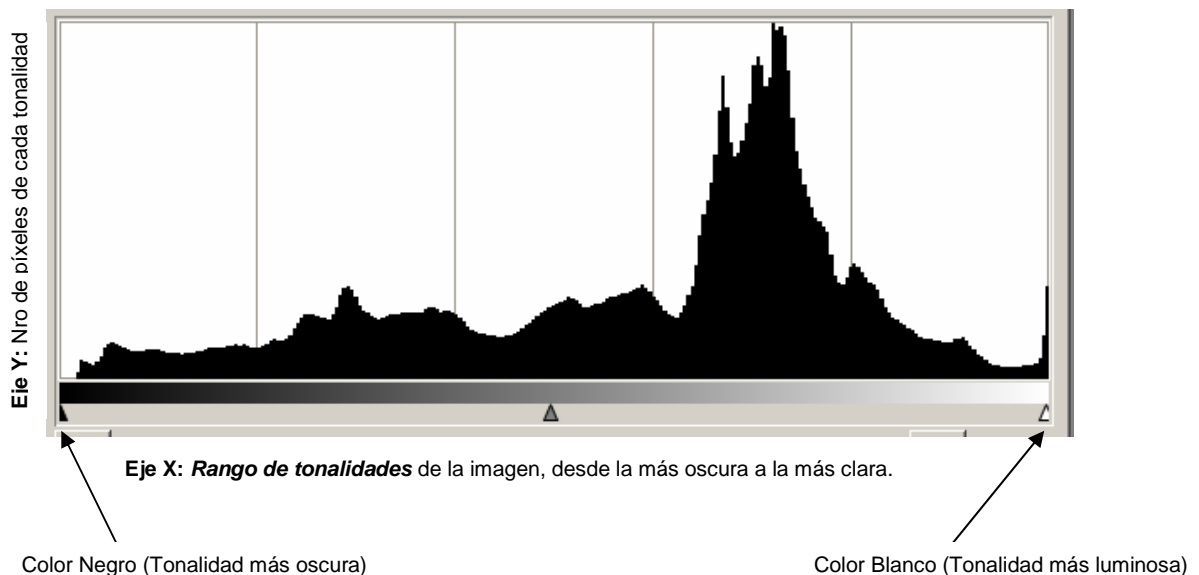 Eje Y: Nro de píxeles de cada tonalidad
Eje X: Rango de tonalidades de la imagen, desde la más oscura a la más clara.
Color Negro (Tonalidad más oscura)
Color Blanco (Tonalidad más luminosa)